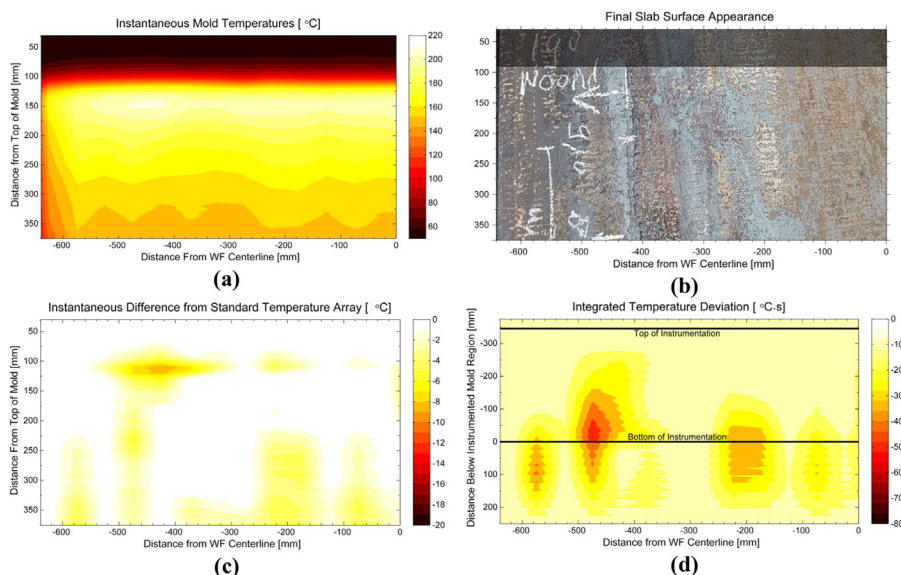 Instantaneous Mold Temperatures [ °C]
Distance from Top of Mold [mm]
50
100
150
200
250
300
350
-600 -500 -400 -300 -200 -100 0
Distance From WF Centerline [mm]
220
200
180
160
140
120
100
80
60
(a)
Final Slab Surface Appearance
Distance from Top of Mold [mm]
50
100
150
200
250
300
350
-600 -500 -400 -300 -200 -100 0
Distance from WF Centerline [mm]
(b)
Instantaneous Difference from Standard Temperature Array [ °C]
Distance From Top of Mold [mm]
50
100
150
200
250
300
350
-600 -500 -400 -300 -200 -100 0
Distance from WF Centerline [mm]
0
-2
-4
-6
-8
-10
-12
-14
-16
-18
-20
(c)
Integrated Temperature Deviation [ °C.s]
Distance Below Instrumented Mold Region [mm]
-300
-200
-100
0
100
200
Top of Instrumentation
Bottom of Instrumentation
-600 -500 -400 -300 -200 -100 0
Distance from WF Centerline [mm]
0
-10
-20
-30
-40
-50
-60
-70
-80
(d)